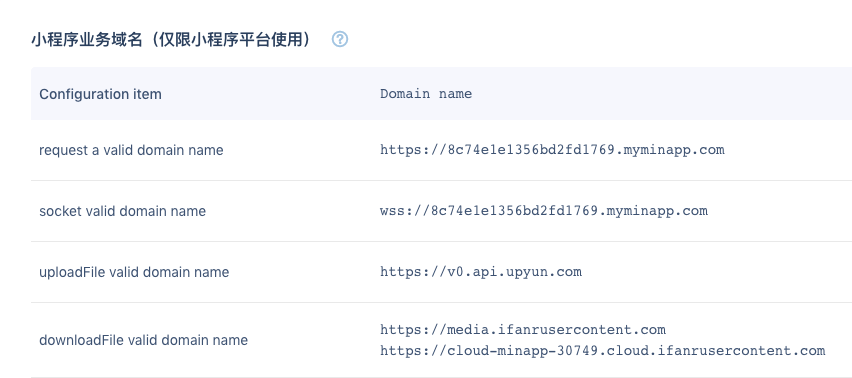 小程序业务域名（仅限小程序平台使用） ?
Configuration item Domain name
request a valid domain name https://8c74e1e1356bd2fd1769.myminapp.com
socket valid domain name wss://8c74e1e1356bd2fd1769.myminapp.com
uploadFile valid domain name https://v0.api.upyun.com
downloadFile valid domain name https://media.ifanrusercontent.com
https://cloud-minapp-30749.cloud.ifanrusercontent.com